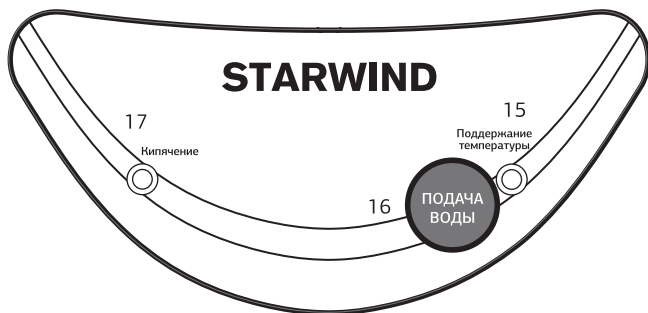 STARWIND
17
Кипячение
15
Поддержание
температуры
16
ПОДАЧА
ВОДЫ